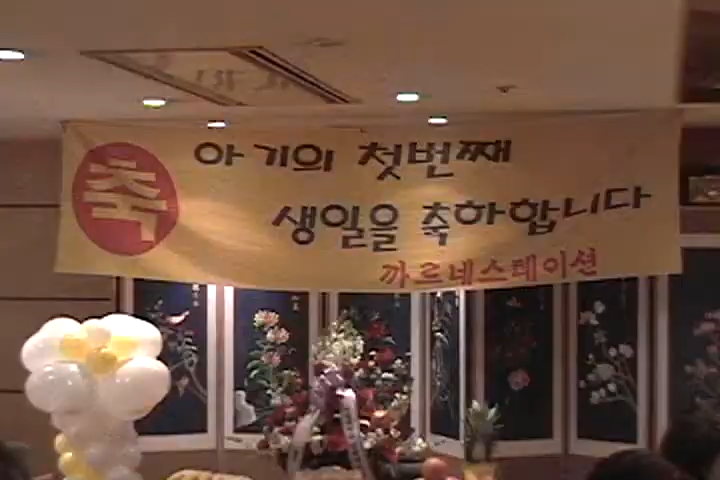 축
아기의 첫번째
생일을 축하합니다
까르네스테이션